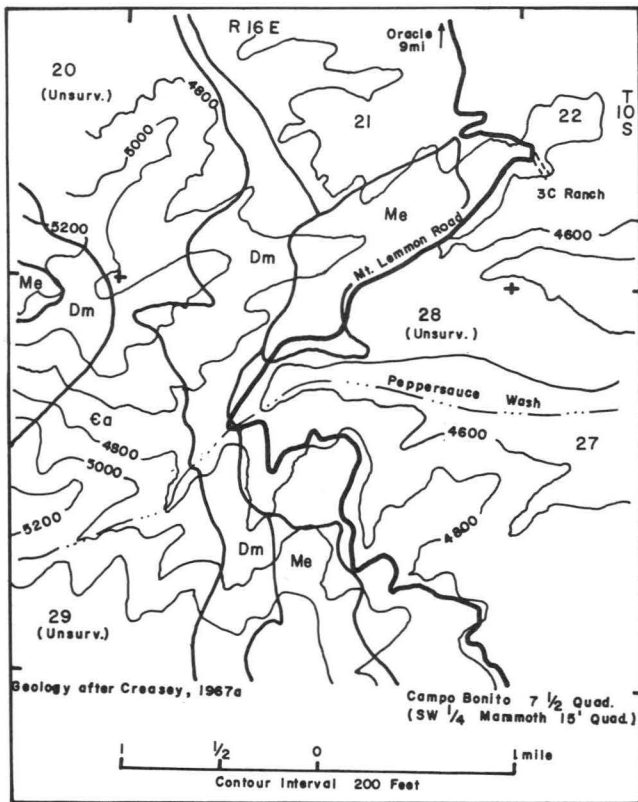 R 16 E
Oracle
9mi
20
(Unsurv.)
4800
21
22
T
10
S
5000
3C Ranch
Me
5200
Mt. Lemmon Road
4600
Dm
Me
Dm
28
(Unsurv.)
Peppersauce Wash
Єa
4600
27
4800
5000
5200
4800
Dm
Me
29
(Unsurv.)
Geology after Creasey, 1967a
Campo Bonito 7 1/2 Quad.
(SW 1/4 Mammoth 15' Quad.)
1 1/2 0 1 mile
Contour Interval 200 Feet